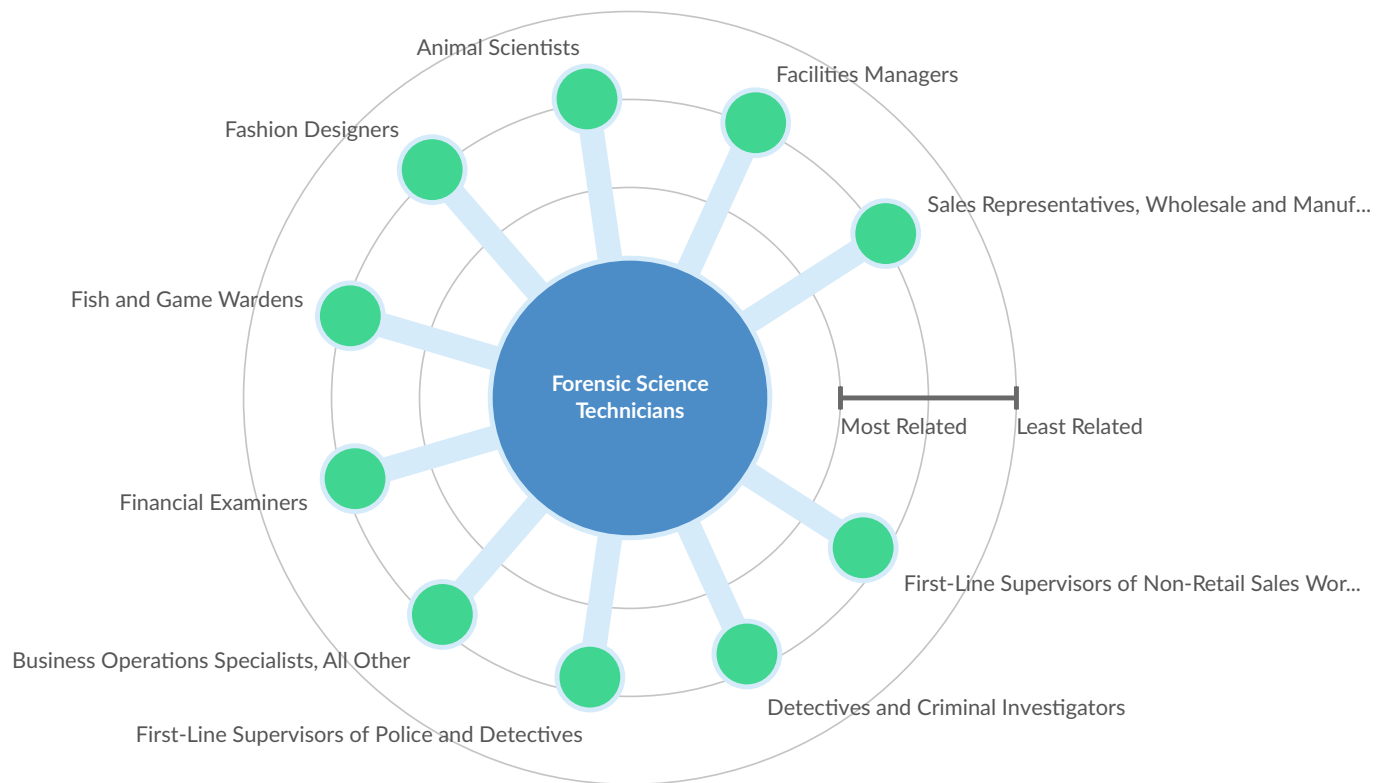 Animal Scientists
Facilities Managers
Fashion Designers
Sales Representatives, Wholesale and Manuf...
Fish and Game Wardens
Forensic Science
Technicians
Most Related
Least Related
Financial Examiners
First-Line Supervisors of Non-Retail Sales Wor...
Business Operations Specialists, All Other
Detectives and Criminal Investigators
First-Line Supervisors of Police and Detectives